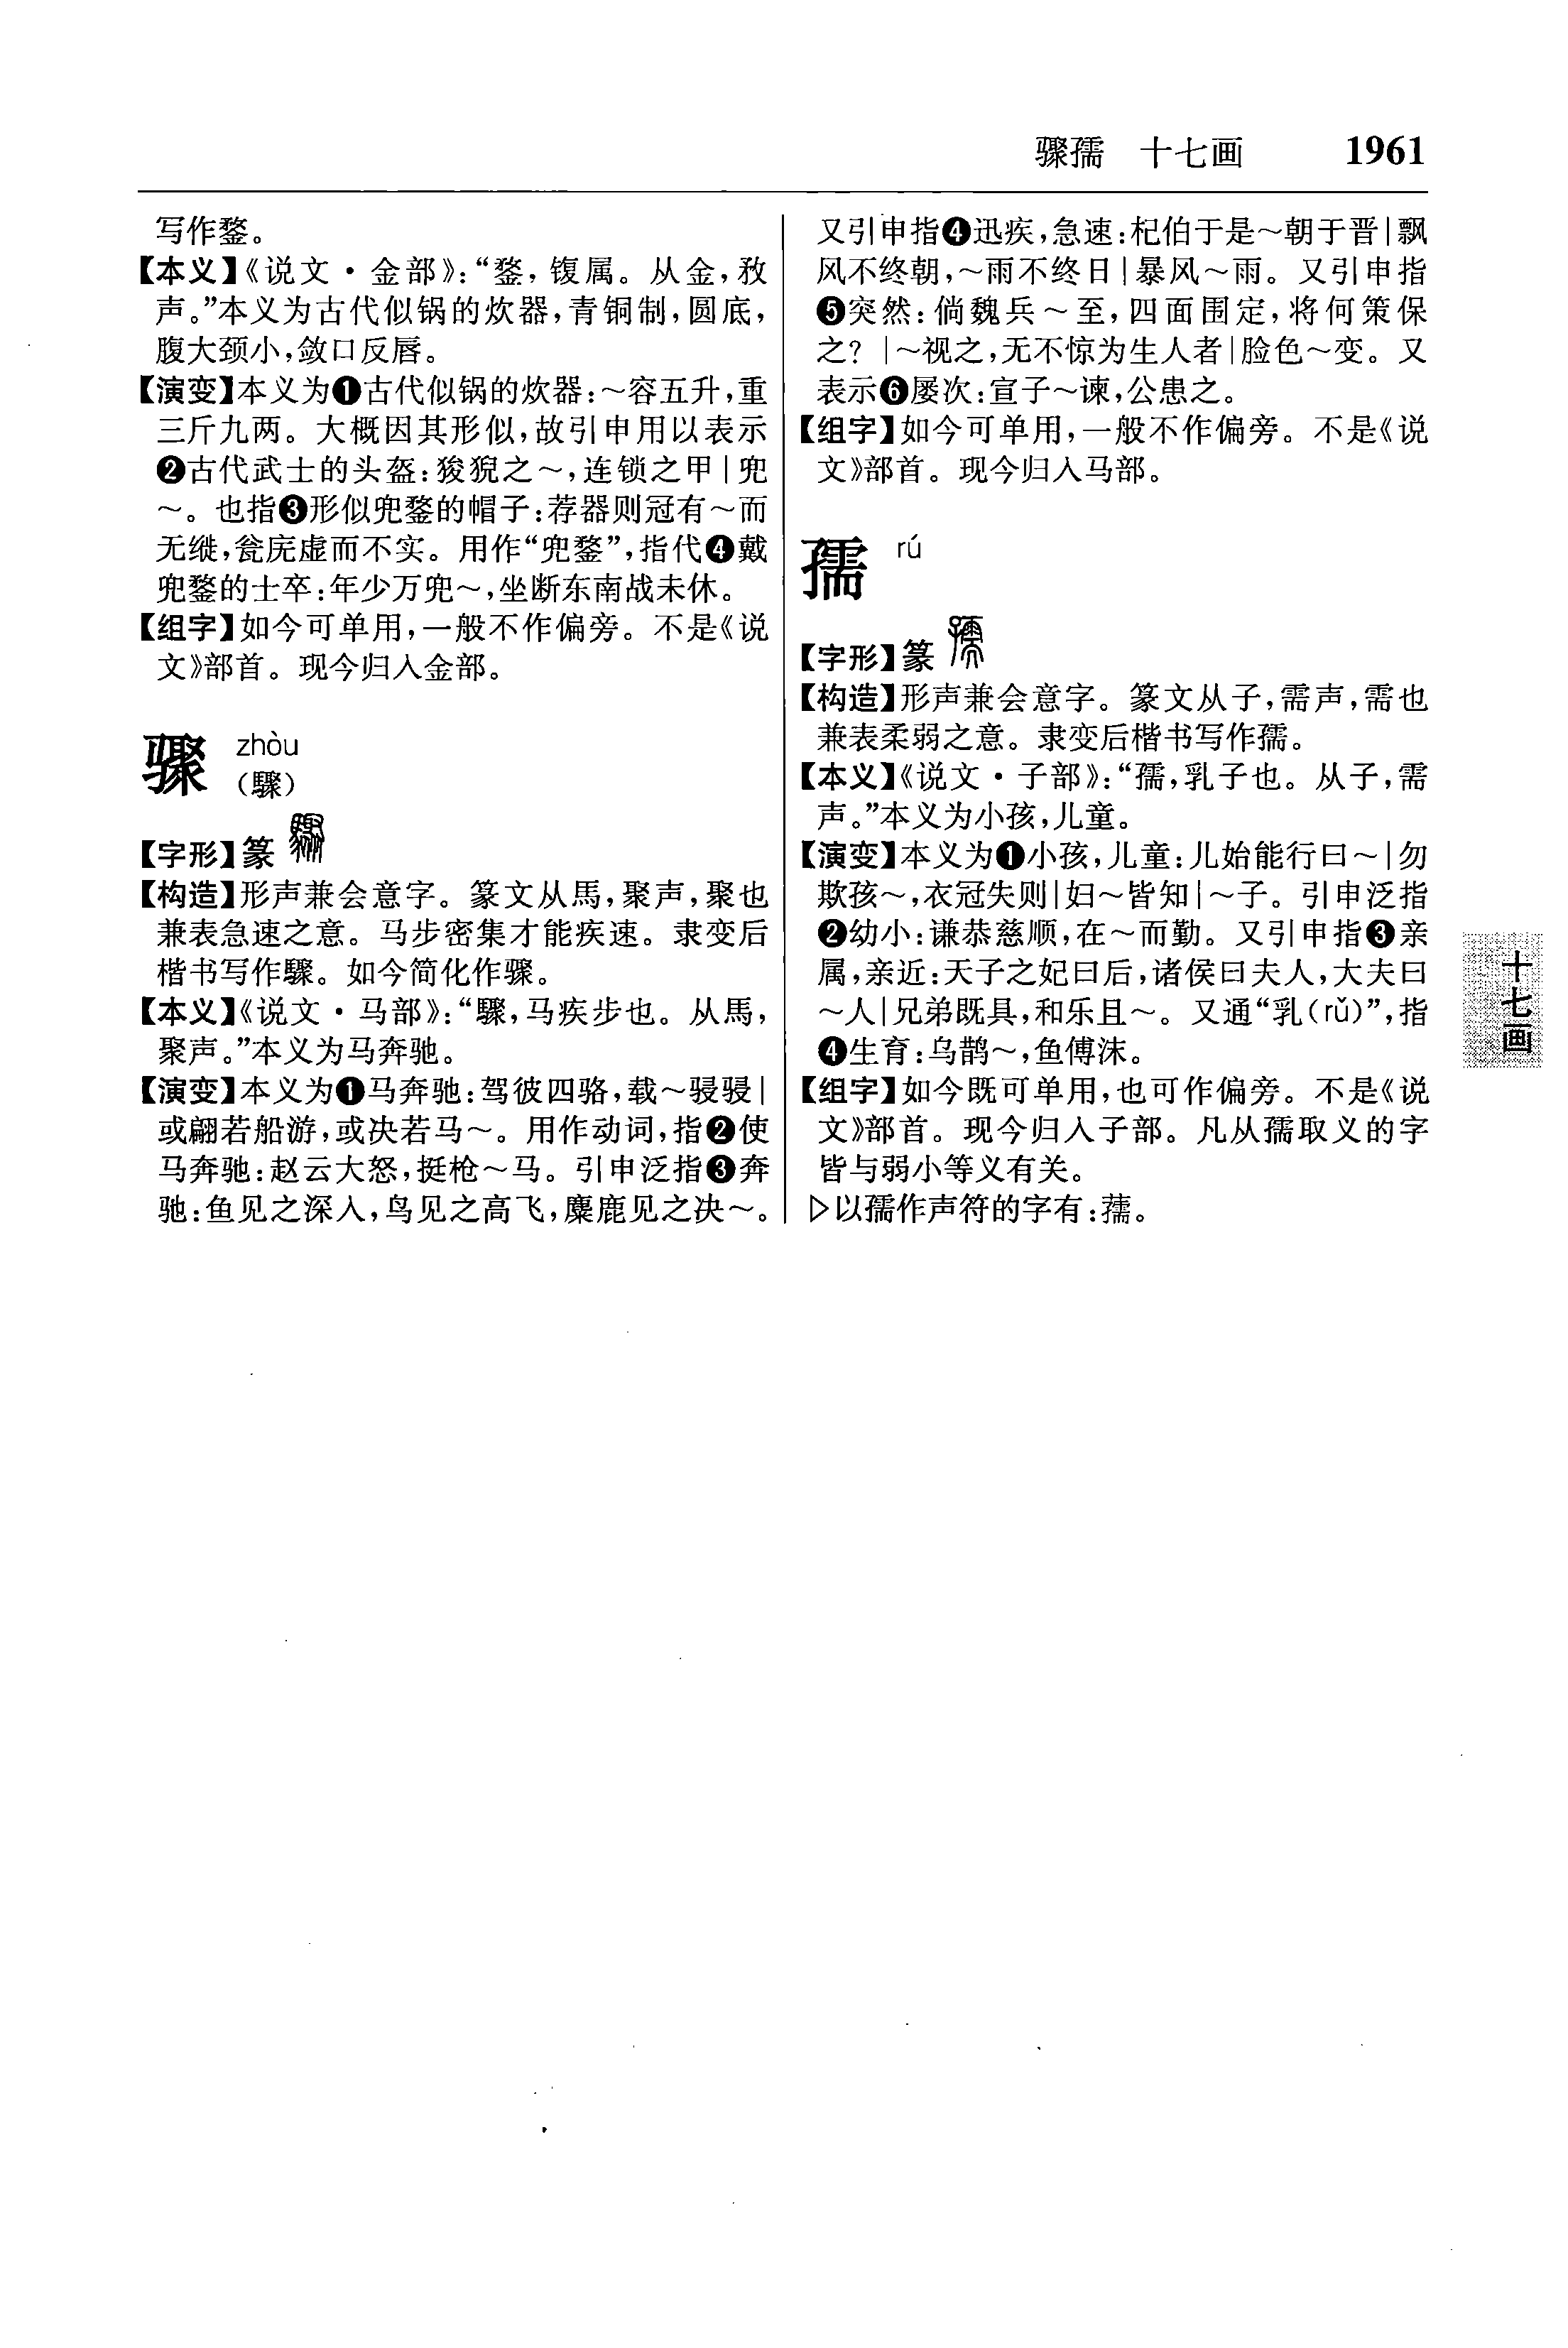 骤孺　十七画　1961
写作鍪。
【本义】《说文·金部》：“鍪，鍑属。从金，敄
声。”本义为古代似锅的炊器，青铜制，圆底，
腹大颈小，敛口反唇。
【演变】本义为❶古代似锅的炊器：～容五升，重
三斤九两。大概因其形似，故引申用以表示
❷古代武士的头盔：狻猊之～，连锁之甲|兜
～。也指❸形似兜鍪的帽子：荐器则冠有～而
无縰，瓮庑虚而不实。用作“兜鍪”，指代❹戴
兜鍪的士卒：年少万兜～，坐断东南战未休。
【组字】如今可单用，一般不作偏旁。不是《说
文》部首。现今归入金部。
骤 zhòu
（驟）
【字形】篆
【构造】形声兼会意字。篆文从馬，聚声，聚也
兼表急速之意。马步密集才能疾速。隶变后
楷书写作驟。如今简化作骤。
【本义】《说文·马部》：“驟，马疾步也。从馬，
聚声。”本义为马奔驰。
【演变】本义为❶马奔驰：驾彼四骆，载～骎骎|
或翩若船游，或决若马～。用作动词，指❷使
马奔驰：赵云大怒，挺枪～马。引申泛指❸奔
驰：鱼见之深入，鸟见之高飞，麋鹿见之决～。
又引申指❹迅疾，急速：杞伯于是～朝于晋|飘
风不终朝，～雨不终日|暴风～雨。又引申指
❺突然：倘魏兵～至，四面围定，将何策保
之？|～视之，无不惊为生人者|脸色～变。又
表示❻屡次：宣子～谏，公患之。
【组字】如今可单用，一般不作偏旁。不是《说
文》部首。现今归入马部。
孺 rú
【字形】篆
【构造】形声兼会意字。篆文从子，需声，需也
兼表柔弱之意。隶变后楷书写作孺。
【本义】《说文·子部》：“孺，乳子也。从子，需
声。”本义为小孩，儿童。
【演变】本义为❶小孩，儿童：儿始能行曰～|勿
欺孩～，衣冠失则|妇～皆知|～子。引申泛指
❷幼小：谦恭慈顺，在～而勤。又引申指❸亲
属，亲近：天子之妃曰后，诸侯曰夫人，大夫曰
～人|兄弟既具，和乐且～。又通“乳（rǔ）”，指
❹生育：乌鹊～，鱼傅沫。
【组字】如今既可单用，也可作偏旁。不是《说
文》部首。现今归入子部。凡从孺取义的字
皆与弱小等义有关。
▷以孺作声符的字有：𧄋。
十七画